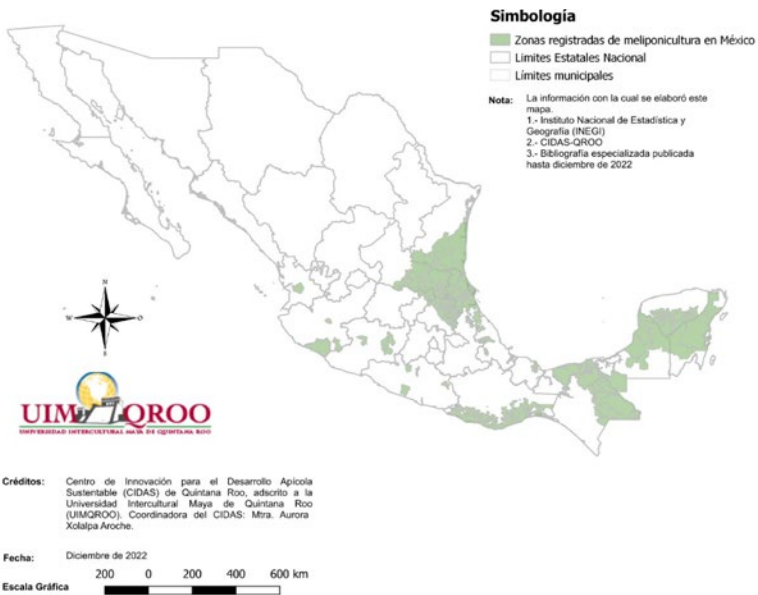 Simbología
Zonas registradas de meliponicultura en México
Limites Estatales Nacional
Límites municipales
Nota: La información con la cual se elaboró este
mapa.
1.- Instituto Nacional de Estadística y
Geografía (INEGI)
2.- CIDAS-QROO
3.- Bibliografía especializada publicada
hasta diciembre de 2022
N
W O
S
UIM QROO
UNIVERSIDAD INTERCULTURAL MAYA DE QUINTANA ROO
Créditos: Centro de Innovación para el Desarrollo Apícola
Sustentable (CIDAS) de Quintana Roo, adscrito a la
Universidad Intercultural Maya de Quintana Roo
(UIMQROO). Coordinadora del CIDAS: Mtra. Aurora
Xolalpa Aroche.
Fecha: Diciembre de 2022
200 0 200 400 600 km
Escala Gráfica